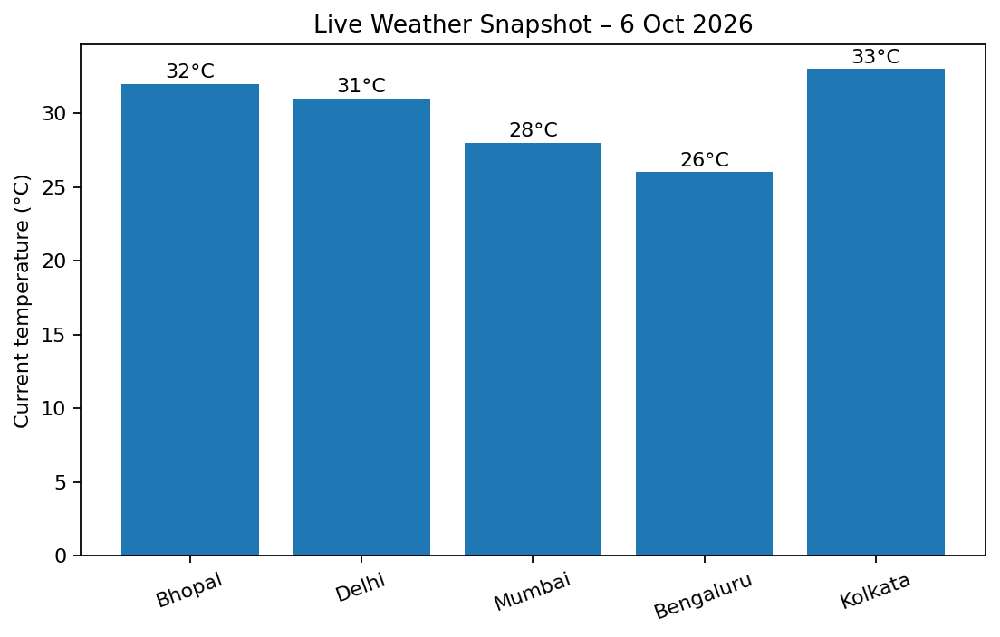 Live Weather Snapshot – 6 Oct 2026
32°C
31°C
28°C
26°C
33°C
Current temperature (°C)
30
25
20
15
10
5
0
Bhopal
Delhi
Mumbai
Bengaluru
Kolkata